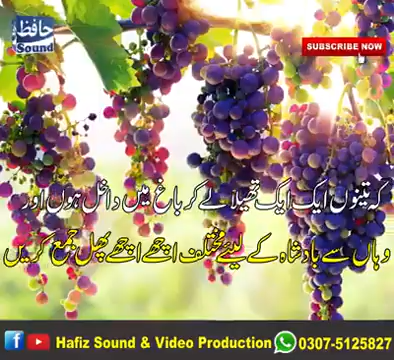 حافظ
Sound
SUBSCRIBE NOW
کہ تینوں ایک ایک تھیلا لے کر باغ میں داخل ہوں اور
وہاں سے بادشاہ کے لیئے مختلف اچھے اچھے پھل جمع کریں
Hafiz Sound & Video Production 0307-5125827